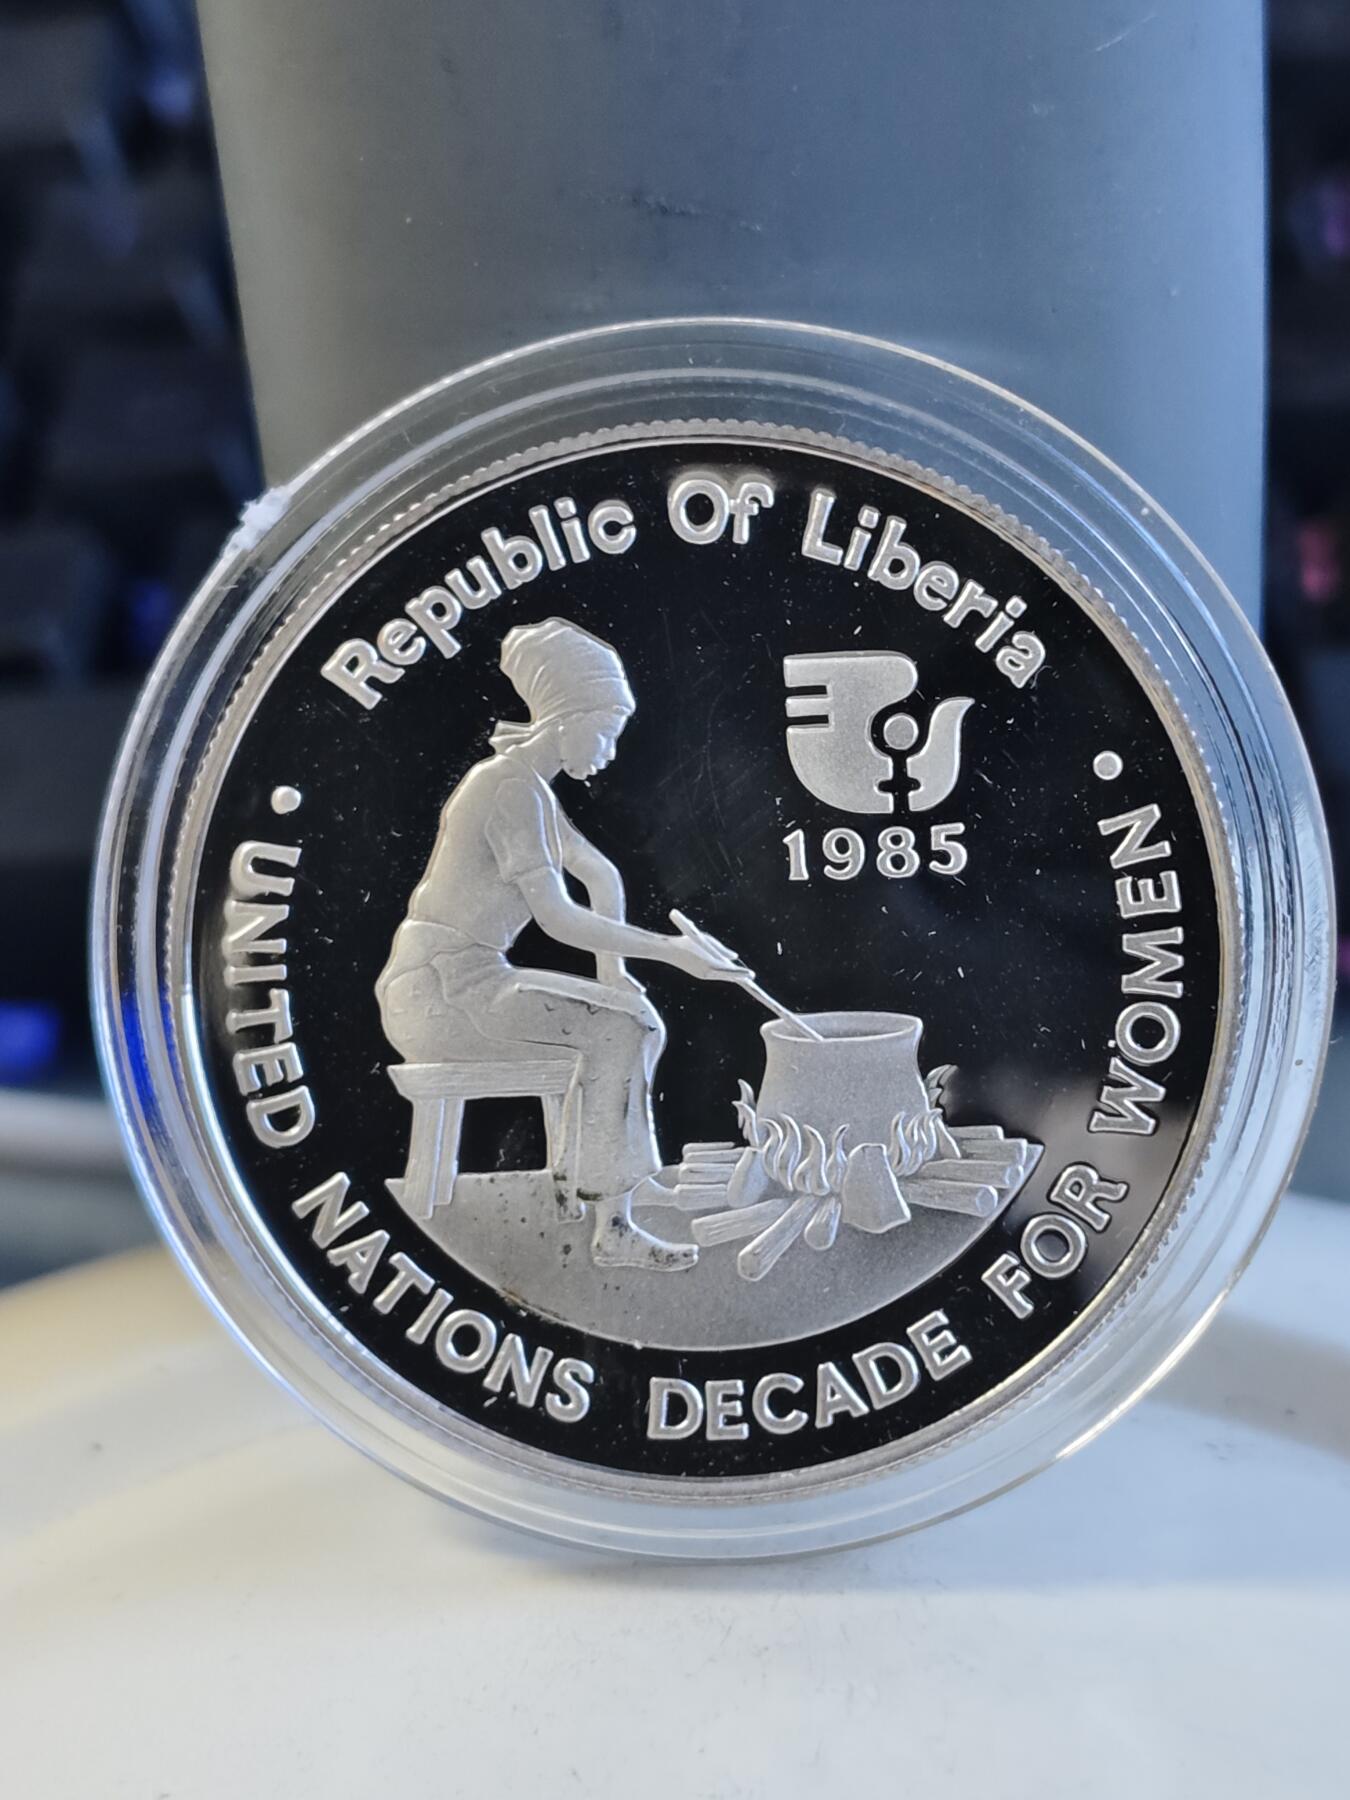 Republic Of Liberia
1985
• UNITED NATIONS DECADE FOR WOMEN •